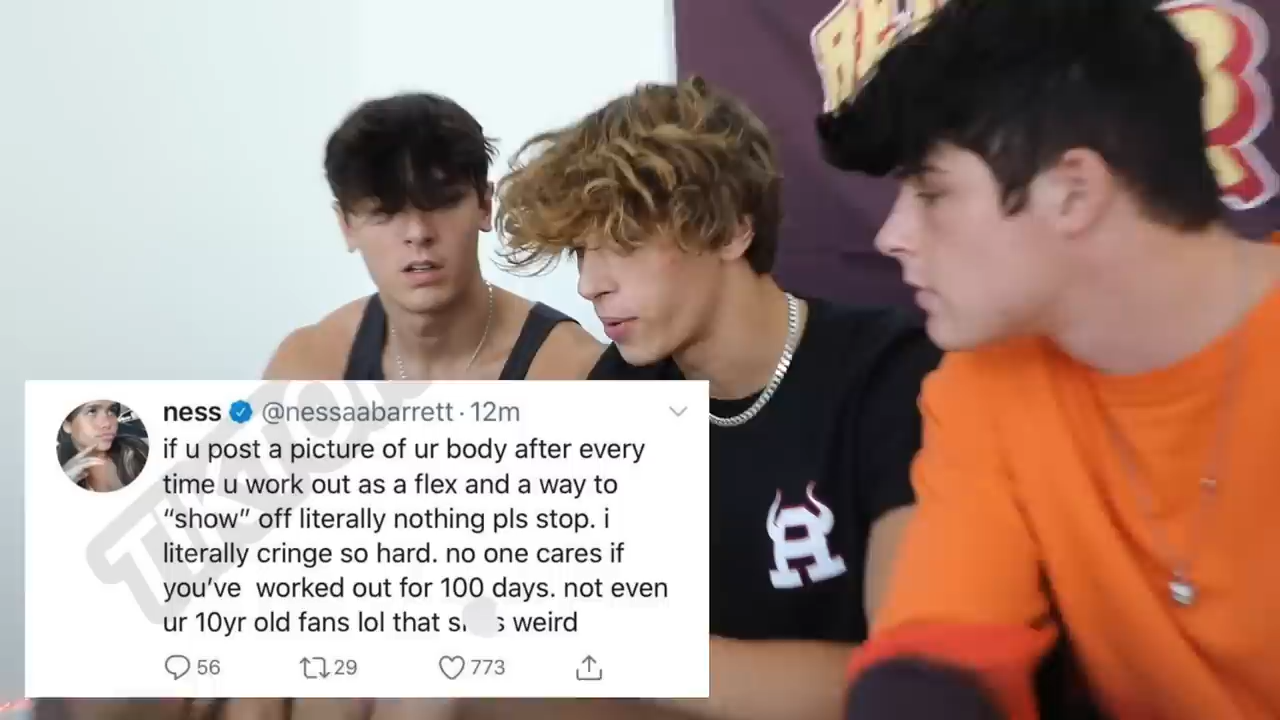 ness @nessaabarrett · 12m
if u post a picture of ur body after every
time u work out as a flex and a way to
“show” off literally nothing pls stop. i
literally cringe so hard. no one cares if
you’ve  worked out for 100 days. not even
ur 10yr old fans lol that weird
56 29 773